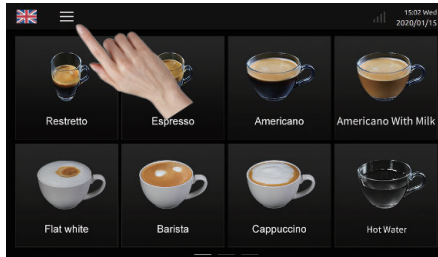 15:02 Wed
2020/01/15
Restretto
Espresso
Americano
Americano With Milk
Flat white
Barista
Cappuccino
Hot Water